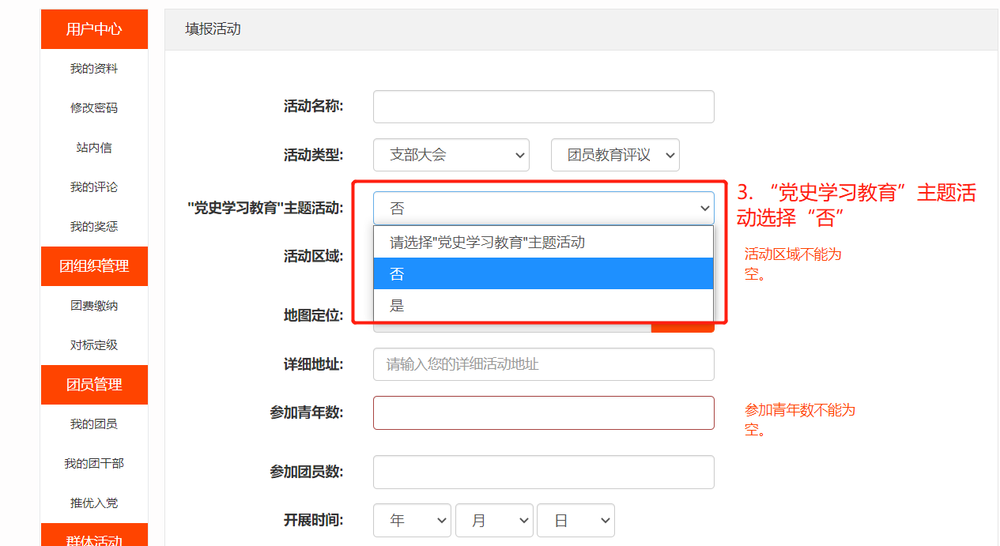 用户中心
我的资料
修改密码
站内信
我的评论
我的奖惩
团组织管理
团费缴纳
对标定级
团员管理
我的团员
我的团干部
推优入党
群体活动
填报活动
活动名称:
活动类型: 支部大会 团员教育评议
"党史学习教育"主题活动: 否
请选择"党史学习教育"主题活动
否
是
3. “党史学习教育”主题活
动选择“否”
活动区域:
活动区域不能为
空。
地图定位:
详细地址: 请输入您的详细活动地址
参加青年数:
参加青年数不能为
空。
参加团员数:
开展时间: 年 月 日